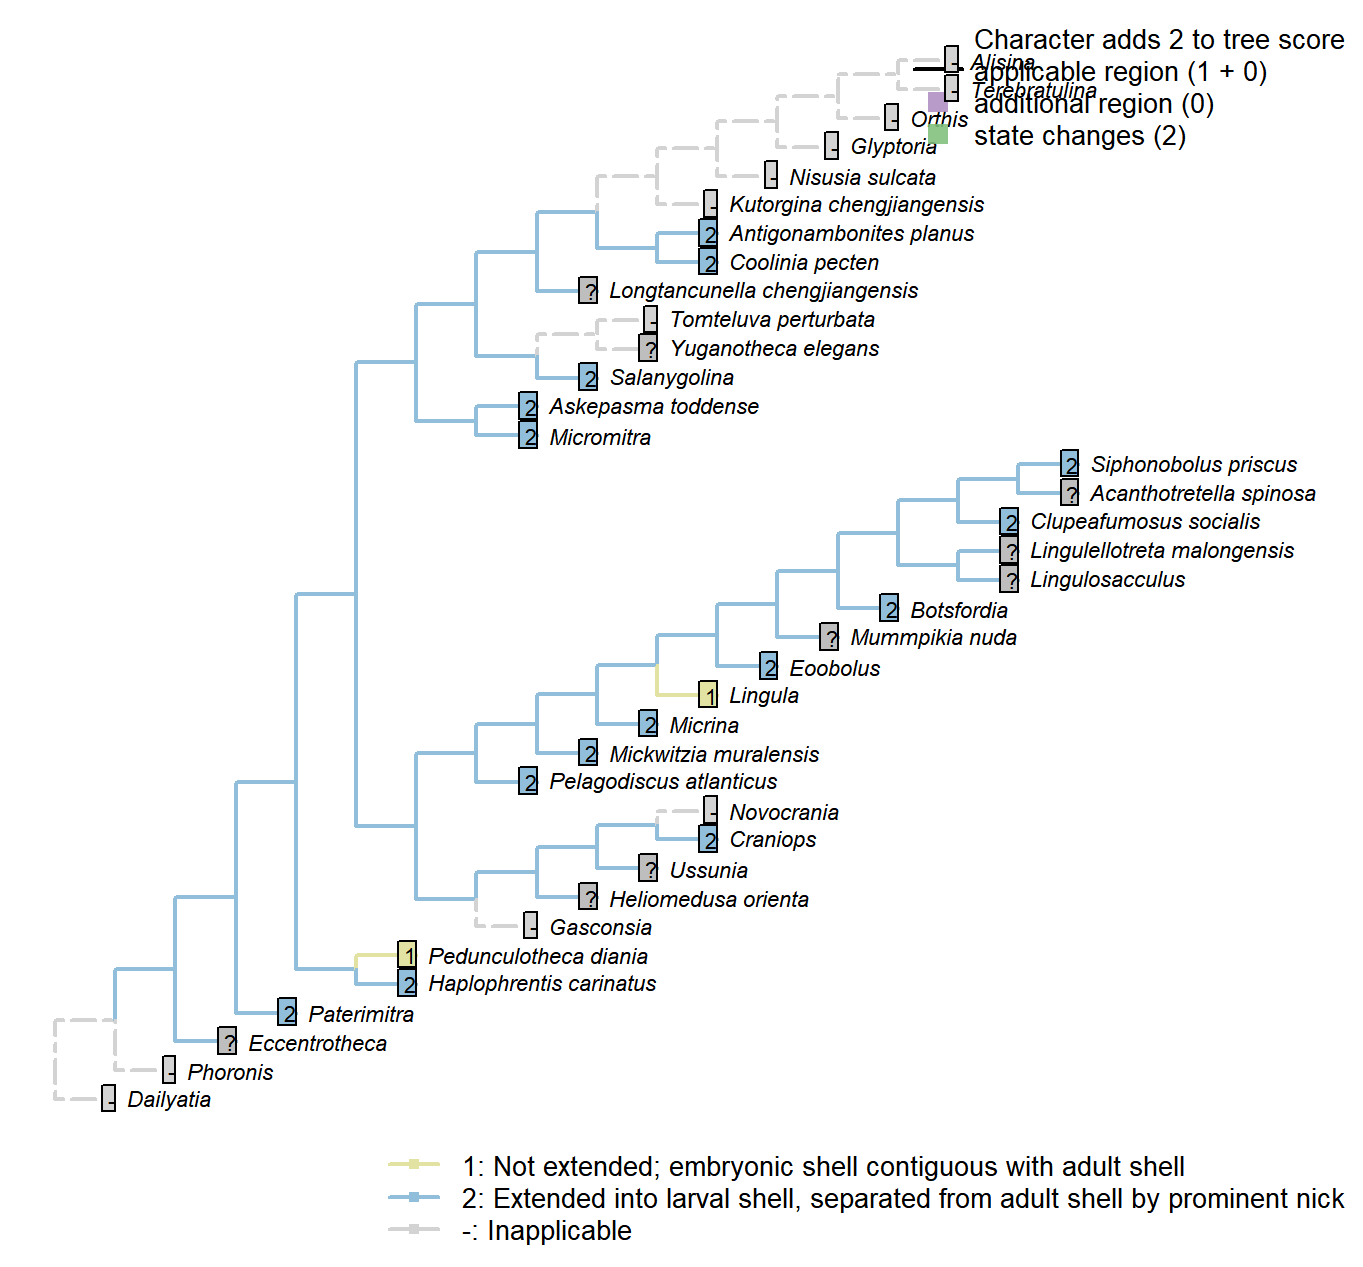 Character adds 2 to tree score
- Alisina
applicable region (1 + 0)
- Terebratulina
additional region (0)
- Orthis
state changes (2)
- Glyptoria
- Nisusia sulcata
- Kutorgina chengjiangensis
2 Antigonambonites planus
2 Coolinia pecten
? Longtancunella chengjiangensis
- Tomteluva perturbata
? Yuganotheca elegans
2 Salanygolina
2 Askepasma toddense
2 Micromitra
2 Siphonobolus priscus
? Acanthotretella spinosa
2 Clupeafumosus socialis
? Lingulellotreta malongensis
? Lingulosacculus
2 Botsfordia
? Mummpikia nuda
2 Eoobolus
1 Lingula
2 Micrina
2 Mickwitzia muralensis
2 Pelagodiscus atlanticus
- Novocrania
2 Craniops
? Ussunia
? Heliomedusa orienta
- Gasconsia
1 Pedunculotheca diania
2 Haplophrentis carinatus
2 Paterimitra
? Eccentrotheca
- Phoronis
- Dailyatia
1: Not extended; embryonic shell contiguous with adult shell
2: Extended into larval shell, separated from adult shell by prominent nick
-: Inapplicable